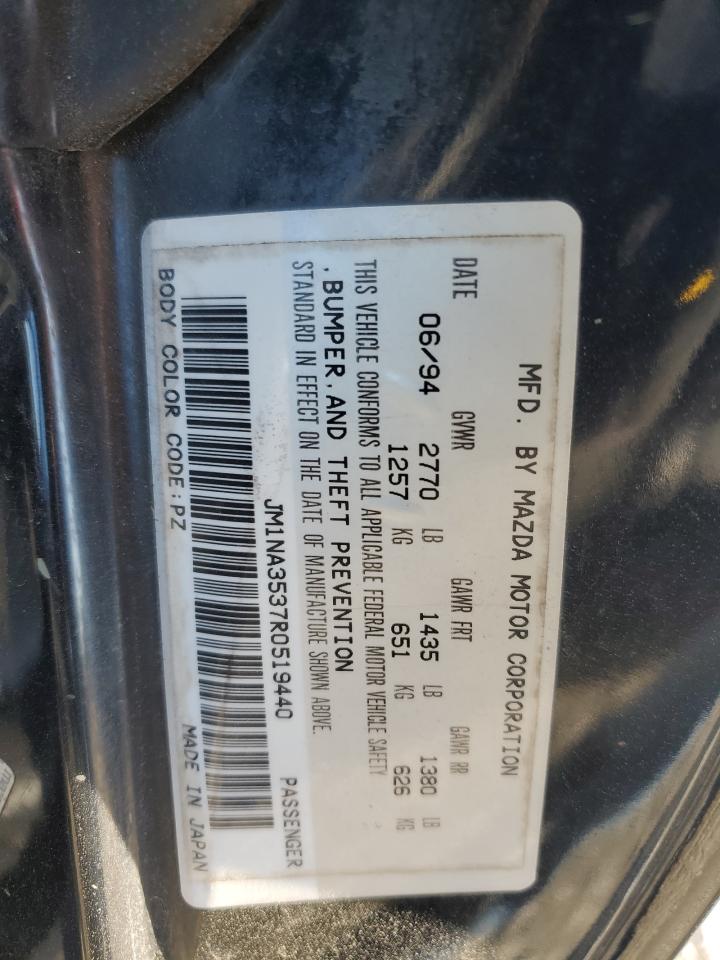 MFD. BY MAZDA MOTOR CORPORATION
DATE GVWR GAWR FRT GAWR RR
06/94 2770 LB 1435 LB 1380 LB
1257 KG 651 KG 626 KG
THIS VEHICLE CONFORMS TO ALL APPLICABLE FEDERAL MOTOR VEHICLE SAFETY
, BUMPER, AND THEFT PREVENTION
STANDARD IN EFFECT ON THE DATE OF MANUFACTURE SHOWN ABOVE.
JM1NA3537R0519440 PASSENGER
BODY COLOR CODE:PZ MADE IN JAPAN